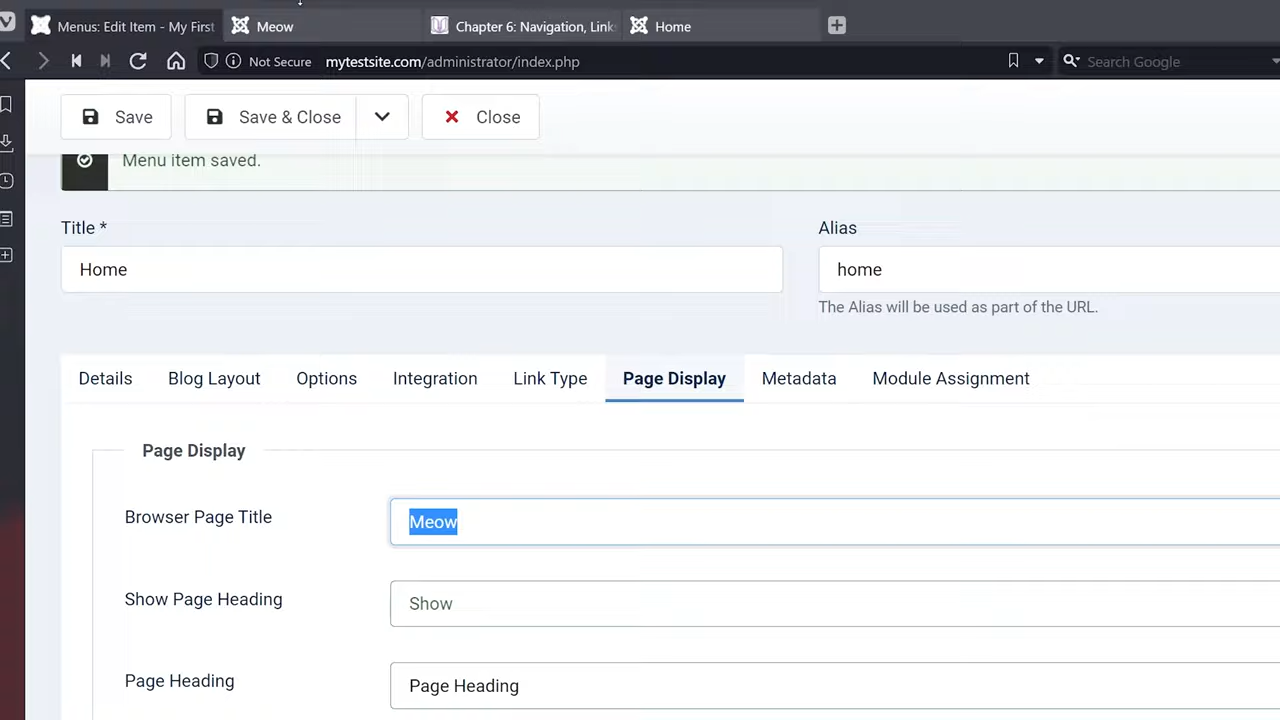 Menus: Edit Item - My First
Meow
Chapter 6: Navigation, Link
Home
Not Secure
mytestsite.com/administrator/index.php
Search Google
Save
Save & Close
Close
Menu item saved.
Title *
Alias
Home
home
The Alias will be used as part of the URL.
Details
Blog Layout
Options
Integration
Link Type
Page Display
Metadata
Module Assignment
Page Display
Browser Page Title
Meow
Show Page Heading
Show
Page Heading
Page Heading